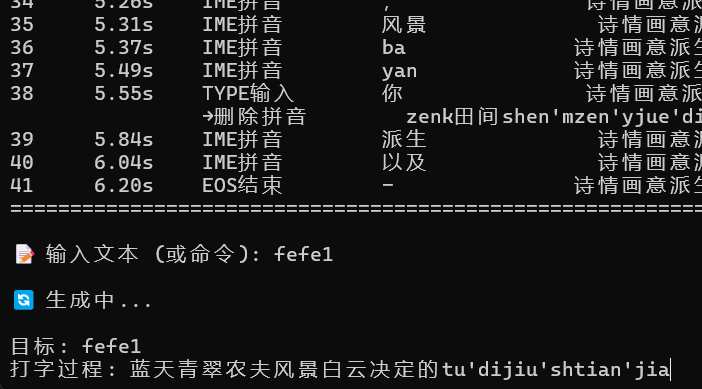 34 5.26s IME拼音 , 诗情画意派
35 5.31s IME拼音 风景 诗情画意派
36 5.37s IME拼音 ba 诗情画意派生
37 5.49s IME拼音 yan 诗情画意派生
38 5.55s TYPE输入 你 诗情画意派
→删除拼音 zenk田间shen'mzen'yjue'di
39 5.84s IME拼音 派生 诗情画意派生
40 6.04s IME拼音 以及 诗情画意派生
41 6.20s EOS结束 - 诗情画意派生
==========================================================
📝 输入文本 (或命令): fefe1
🔄 生成中...
目标: fefe1
打字过程: 蓝天青翠农夫风景白云决定的tu'dijiu'shtian'jia